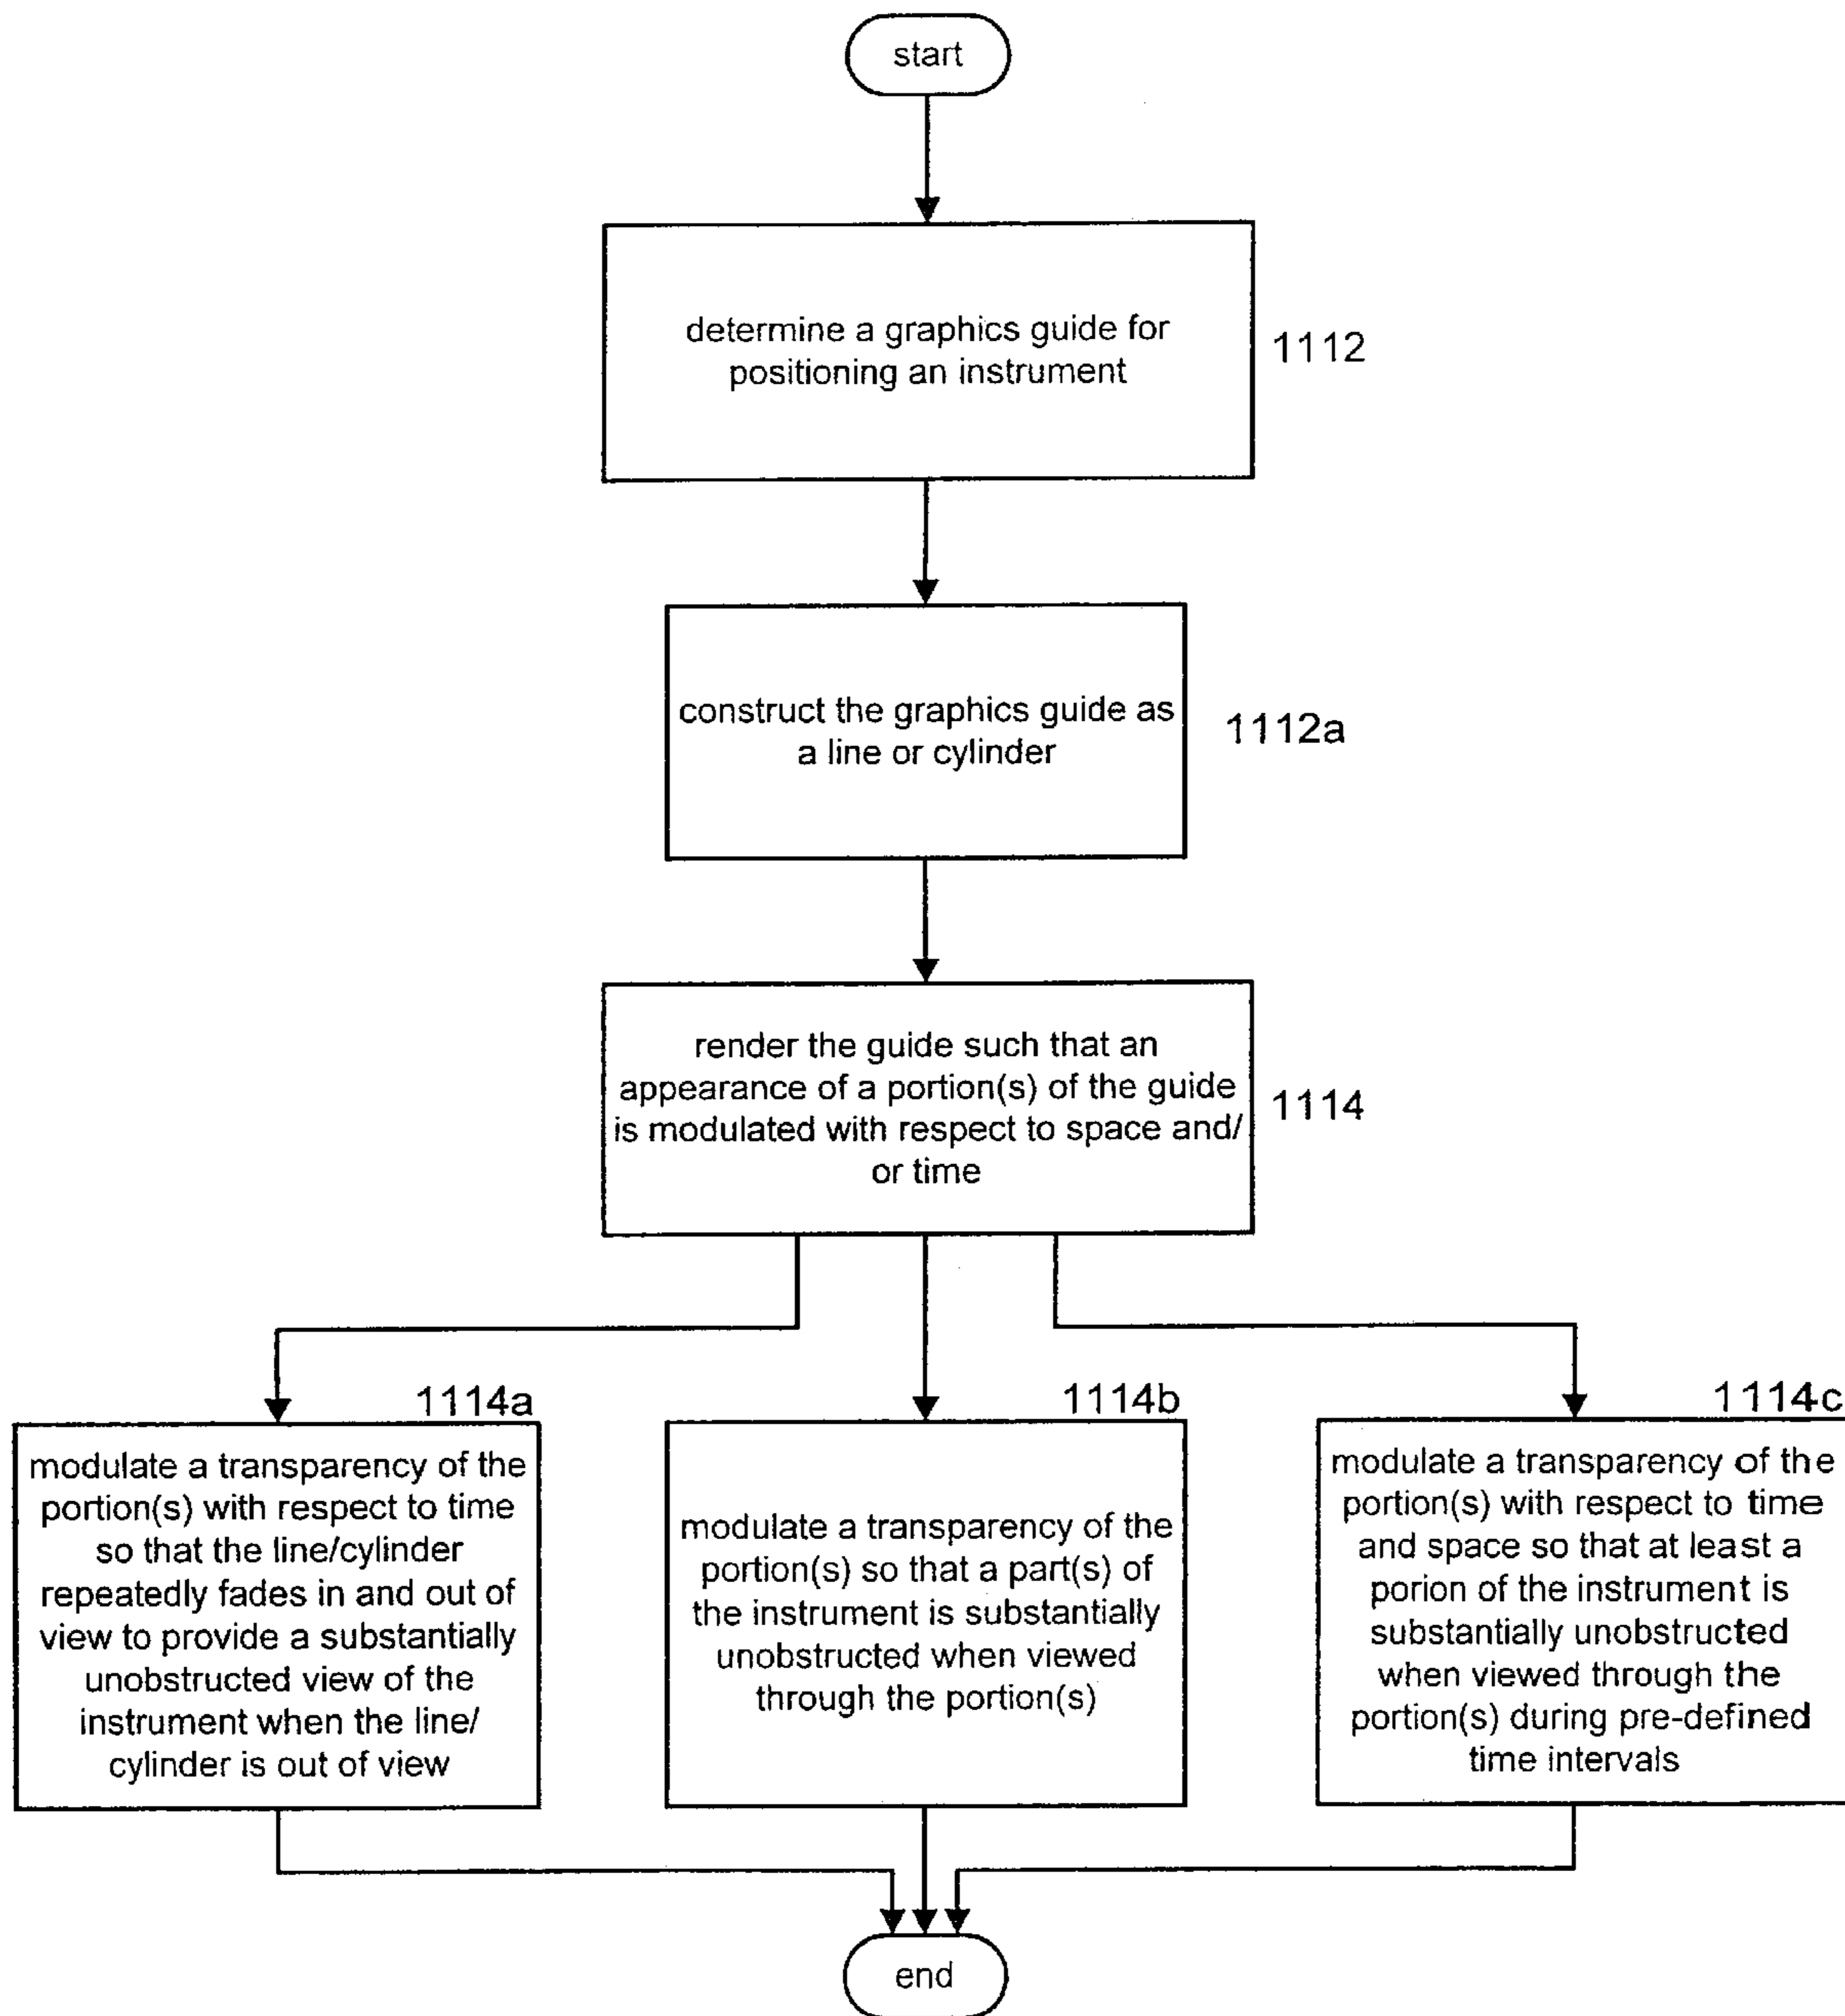 start
determine a graphics guide for
positioning an instrument
1112
construct the graphics guide as
a line or cylinder
1112a
render the guide such that an
appearance of a portion(s) of the guide
is modulated with respect to space and/
or time
1114
1114a
modulate a transparency of the
portion(s) with respect to time
so that the line/cylinder
repeatedly fades in and out of
view to provide a substantially
unobstructed view of the
instrument when the line/
cylinder is out of view
1114b
modulate a transparency of the
portion(s) so that a part(s) of
the instrument is substantially
unobstructed when viewed
through the portion(s)
1114c
modulate a transparency of the
portion(s) with respect to time
and space so that at least a
porion of the instrument is
substantially unobstructed
when viewed through the
portion(s) during pre-defined
time intervals
end